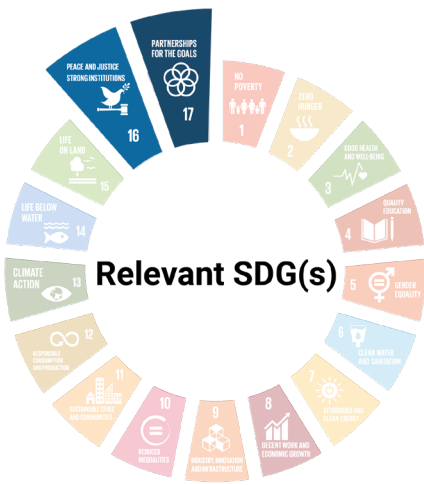 Relevant SDG(s)
NO
POVERTY
1
ZERO
HUNGER
2
GOOD HEALTH
AND WELL-BEING
3
QUALITY
EDUCATION
4
GENDER
EQUALITY
5
CLEAN WATER
AND SANITATION
6
AFFORDABLE AND
CLEAN ENERGY
7
DECENT WORK AND
ECONOMIC GROWTH
8
INDUSTRY, INNOVATION
AND INFRASTRUCTURE
9
REDUCED
INEQUALITIES
10
SUSTAINABLE CITIES
AND COMMUNITIES
11
RESPONSIBLE
CONSUMPTION
AND PRODUCTION
12
CLIMATE
ACTION
13
LIFE BELOW
WATER
14
LIFE
ON LAND
15
PEACE AND JUSTICE
STRONG INSTITUTIONS
16
PARTNERSHIPS
FOR THE GOALS
17